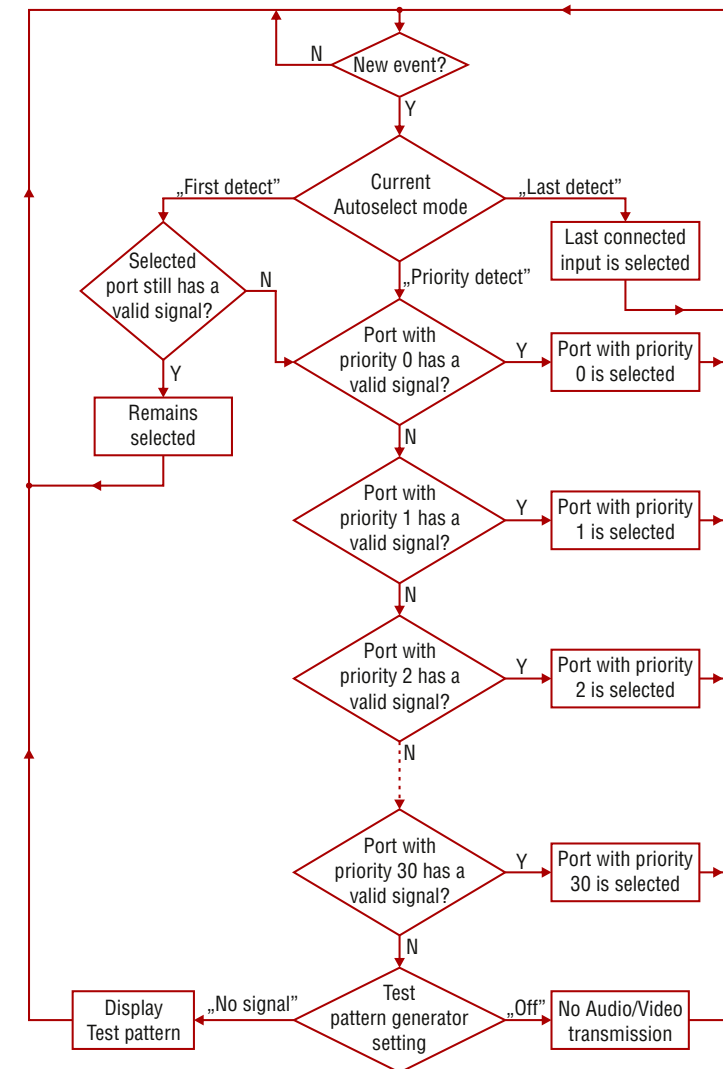 N
New event?
Y
„First detect”
Current
Autoselect mode
„Last detect”
Last connected
input is selected
Selected
port still has a
valid signal?
N
„Priority detect”
Y
Port with
priority 0 has a
valid signal?
Y
Port with priority
0 is selected
Remains
selected
N
Port with
priority 1 has a
valid signal?
Y
Port with priority
1 is selected
N
Port with
priority 2 has a
valid signal?
Y
Port with priority
2 is selected
N
Port with
priority 30 has a
valid signal?
Y
Port with priority
30 is selected
N
Display
Test pattern
„No signal”
Test
pattern generator
setting
„Off”
No Audio/Video
transmission